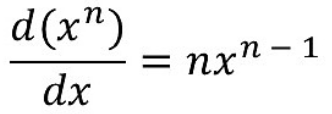 d(xⁿ)/dx = nxⁿ⁻¹